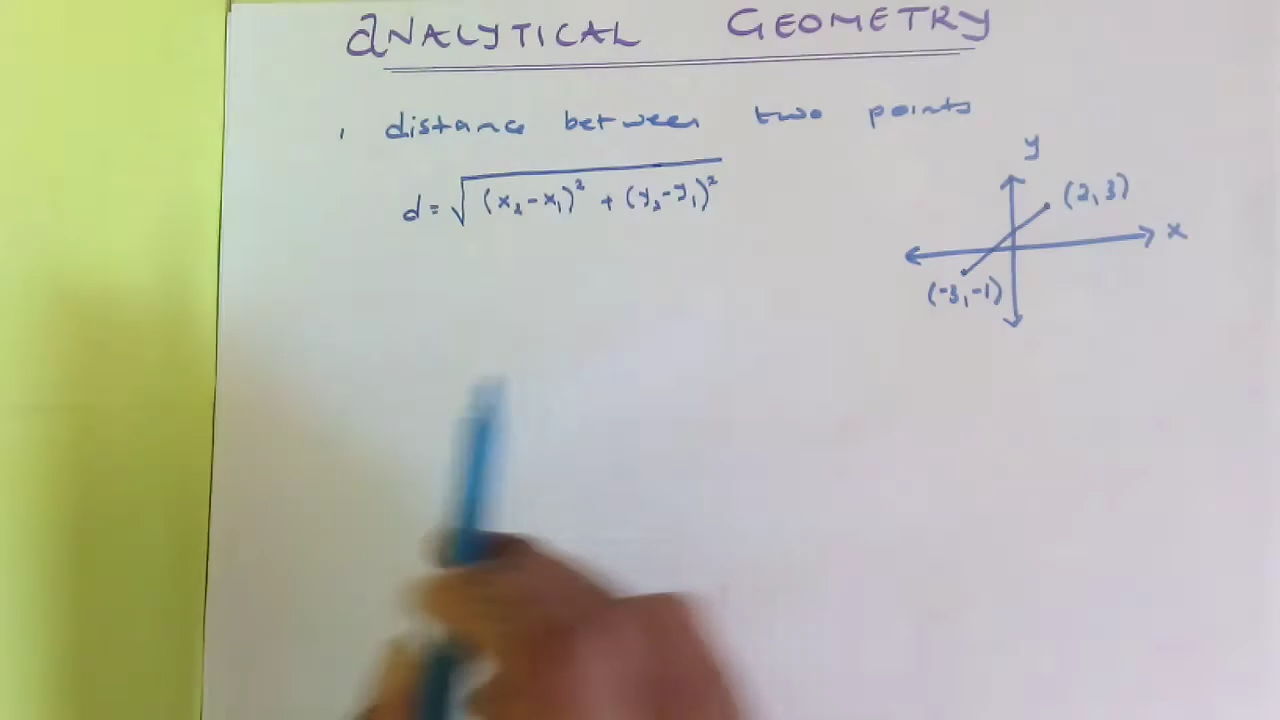 ANALYTICAL GEOMETRY
distance between two points
d = √(x₂-x₁)² + (y₂-y₁)²
y
(2,3)
x
(-3,-1)